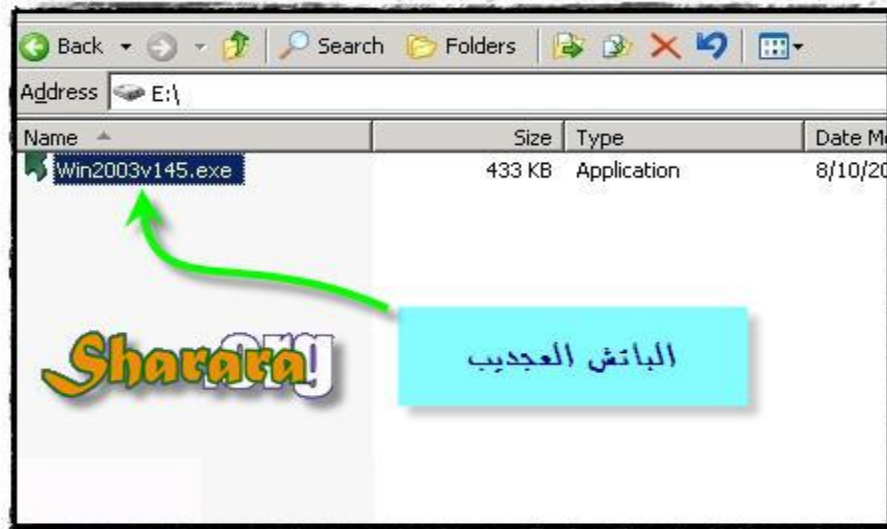 Back Search Folders
Address E:\
Name Size Type Date M
Win2003v145.exe 433 KB Application 8/10/20
الباتش العجديب
Sharara.org